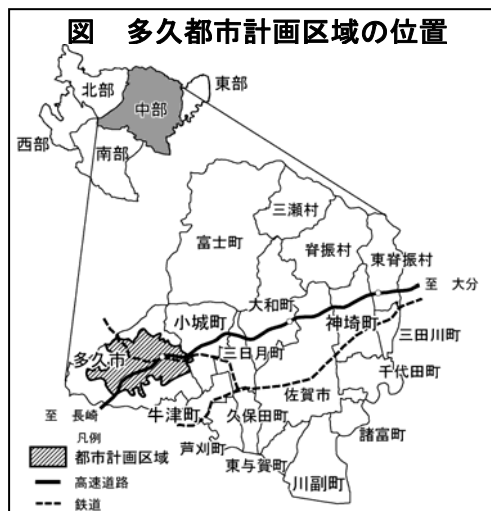 図 多久都市計画区域の位置
北部
東部
中部
西部
南部
三瀬村
富士町
脊振村
東脊振村
至 大分
大和町
小城町
神埼町
三日月町
三田川町
多久市
千代田町
佐賀市
至 長崎
牛津町
久保田町
諸富町
芦刈町
東与賀町
川副町
凡例
都市計画区域
高速道路
鉄道